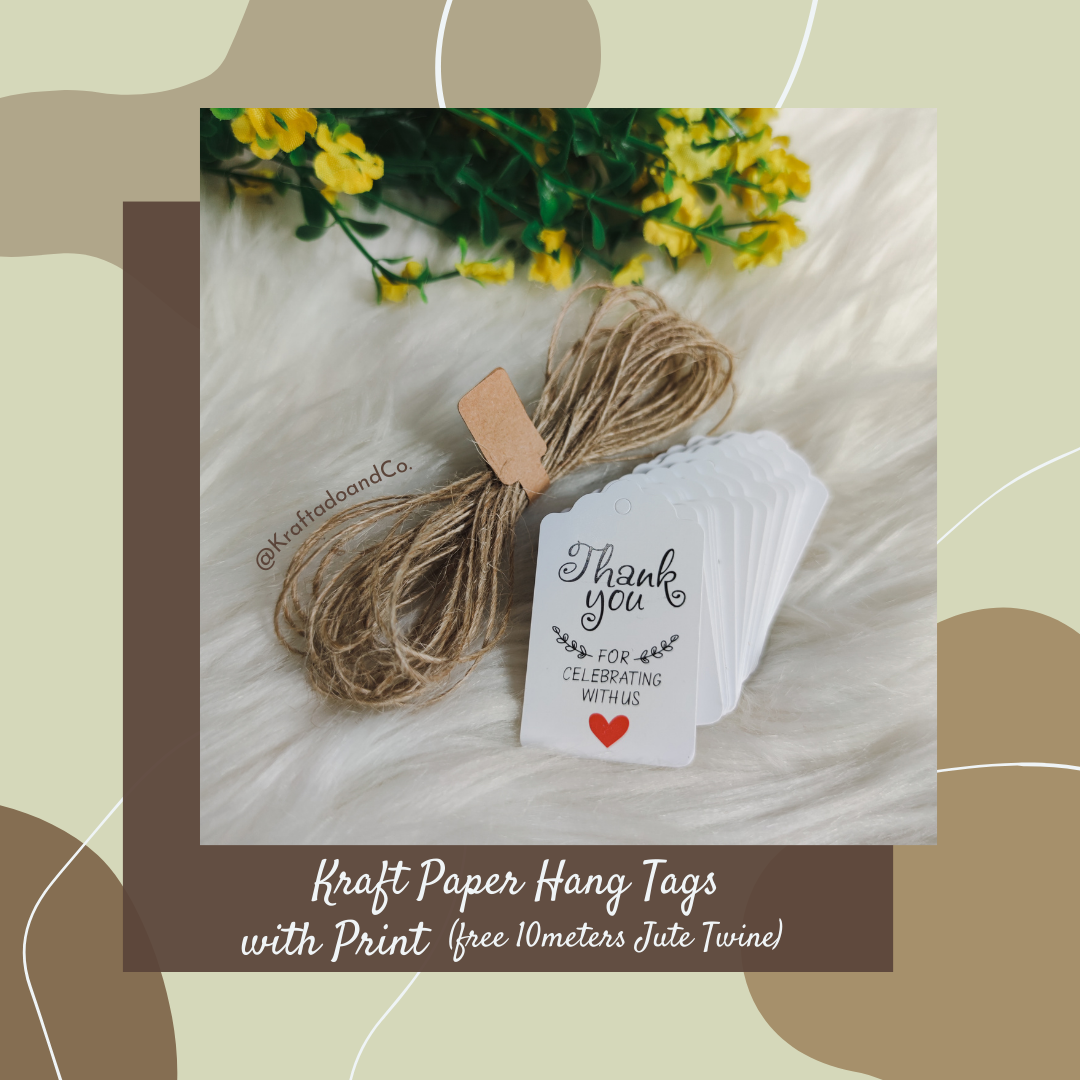 @KraftadoandCo.
Thank
you
FOR
CELEBRATING
WITH US
Kraft Paper Hang Tags
with Print (free 10meters Jute Twine)